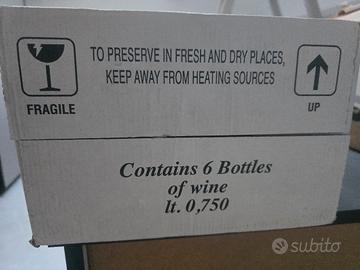 TO PRESERVE IN FRESH AND DRY PLACES,
KEEP AWAY FROM HEATING SOURCES
FRAGILE
UP
Contains 6 Bottles
of wine
lt. 0,750
subito